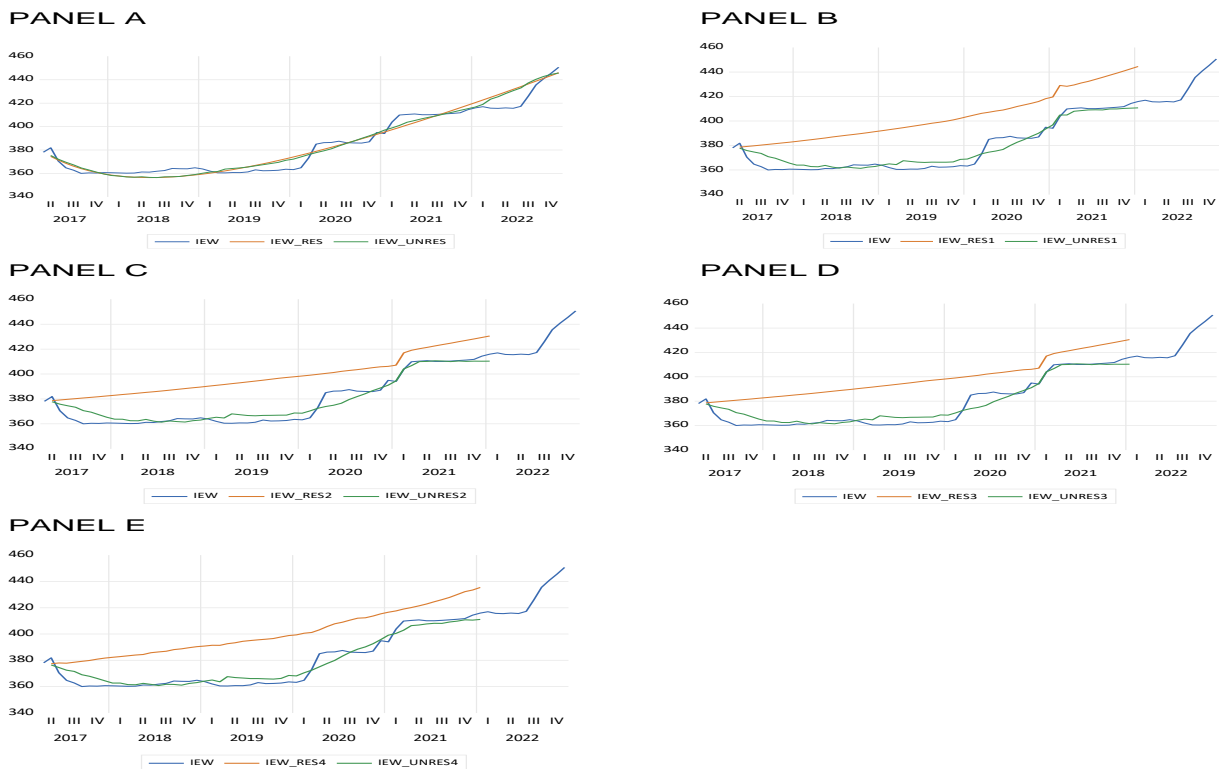 PANEL A
460
440
420
400
380
360
340
II III IV I II III IV I II III IV I II III IV I II III IV I II III IV
2017 2018 2019 2020 2021 2022
IEW IEW_RES IEW_UNRES
PANEL B
460
440
420
400
380
360
340
II III IV I II III IV I II III IV I II III IV I II III IV I II III IV
2017 2018 2019 2020 2021 2022
IEW IEW_RES1 IEW_UNRES1
PANEL C
460
440
420
400
380
360
340
II III IV I II III IV I II III IV I II III IV I II III IV I II III IV
2017 2018 2019 2020 2021 2022
IEW IEW_RES2 IEW_UNRES2
PANEL D
460
440
420
400
380
360
340
II III IV I II III IV I II III IV I II III IV I II III IV I II III IV
2017 2018 2019 2020 2021 2022
IEW IEW_RES3 IEW_UNRES3
PANEL E
460
440
420
400
380
360
340
II III IV I II III IV I II III IV I II III IV I II III IV I II III IV
2017 2018 2019 2020 2021 2022
IEW IEW_RES4 IEW_UNRES4